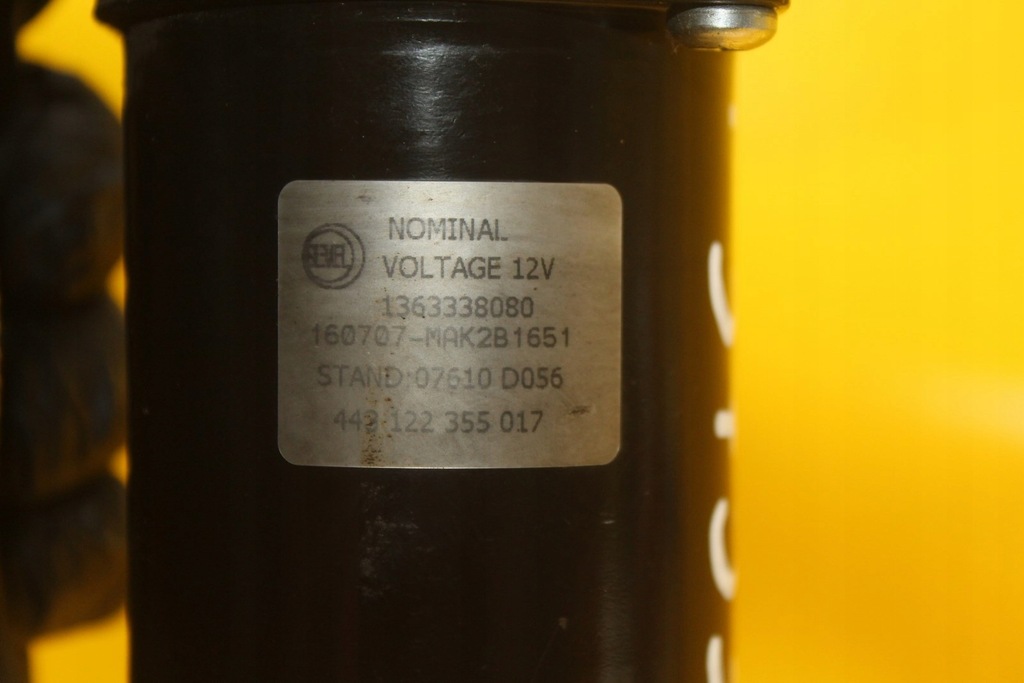 NOMINAL
VOLTAGE 12V
1363338080
160707-MAK2B1651
STAND:07610 D056
443 122 355 017